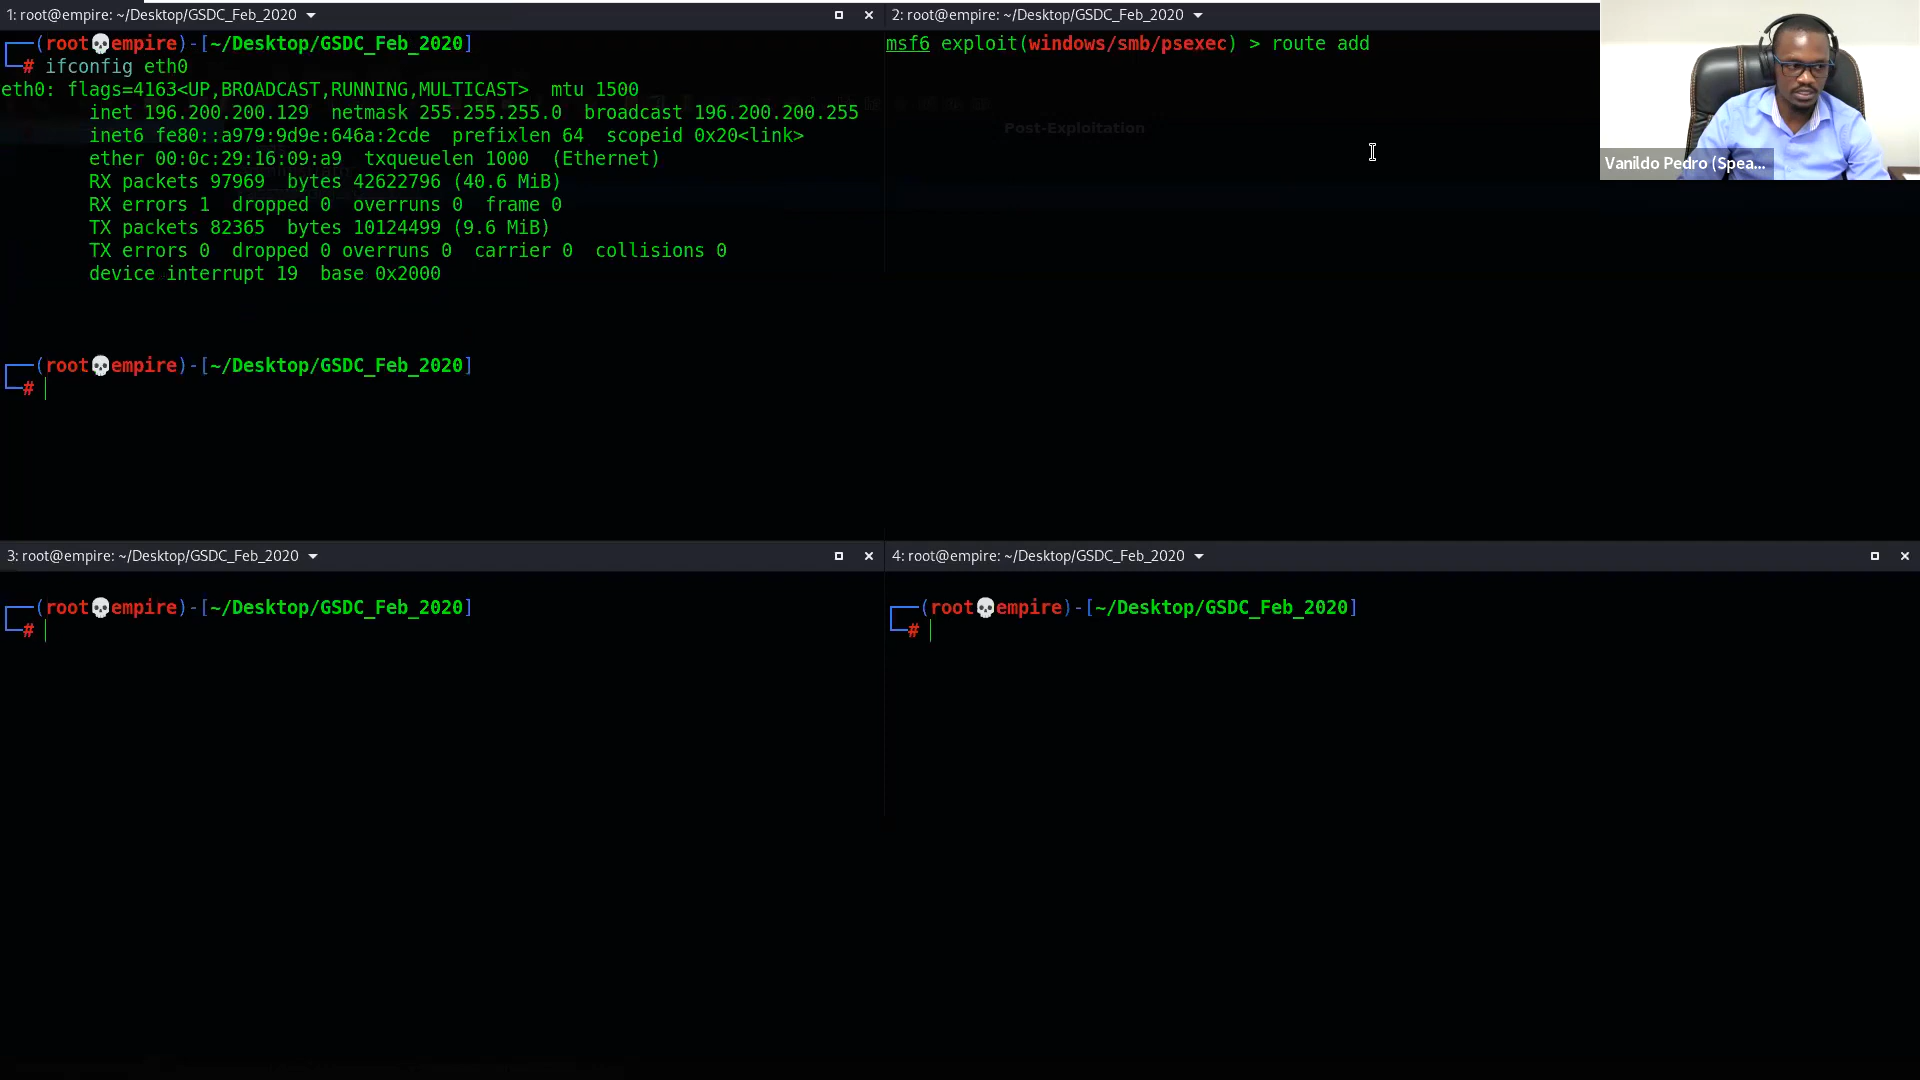 1: root@empire: ~/Desktop/GSDC_Feb_2020
┌──(root💀empire)-[~/Desktop/GSDC_Feb_2020]
└─# ifconfig eth0
eth0: flags=4163<UP,BROADCAST,RUNNING,MULTICAST>  mtu 1500
        inet 196.200.200.129  netmask 255.255.255.0  broadcast 196.200.200.255
        inet6 fe80::a979:9d9e:646a:2cde  prefixlen 64  scopeid 0x20<link>
        ether 00:0c:29:16:09:a9  txqueuelen 1000  (Ethernet)
        RX packets 97969  bytes 42622796 (40.6 MiB)
        RX errors 1  dropped 0  overruns 0  frame 0
        TX packets 82365  bytes 10124499 (9.6 MiB)
        TX errors 0  dropped 0 overruns 0  carrier 0  collisions 0
        device interrupt 19  base 0x2000
┌──(root💀empire)-[~/Desktop/GSDC_Feb_2020]
└─#
2: root@empire: ~/Desktop/GSDC_Feb_2020
msf6 exploit(windows/smb/psexec) > route add
Post-Exploitation
Vanildo Pedro (Spea...
3: root@empire: ~/Desktop/GSDC_Feb_2020
┌──(root💀empire)-[~/Desktop/GSDC_Feb_2020]
└─#
4: root@empire: ~/Desktop/GSDC_Feb_2020
┌──(root💀empire)-[~/Desktop/GSDC_Feb_2020]
└─#